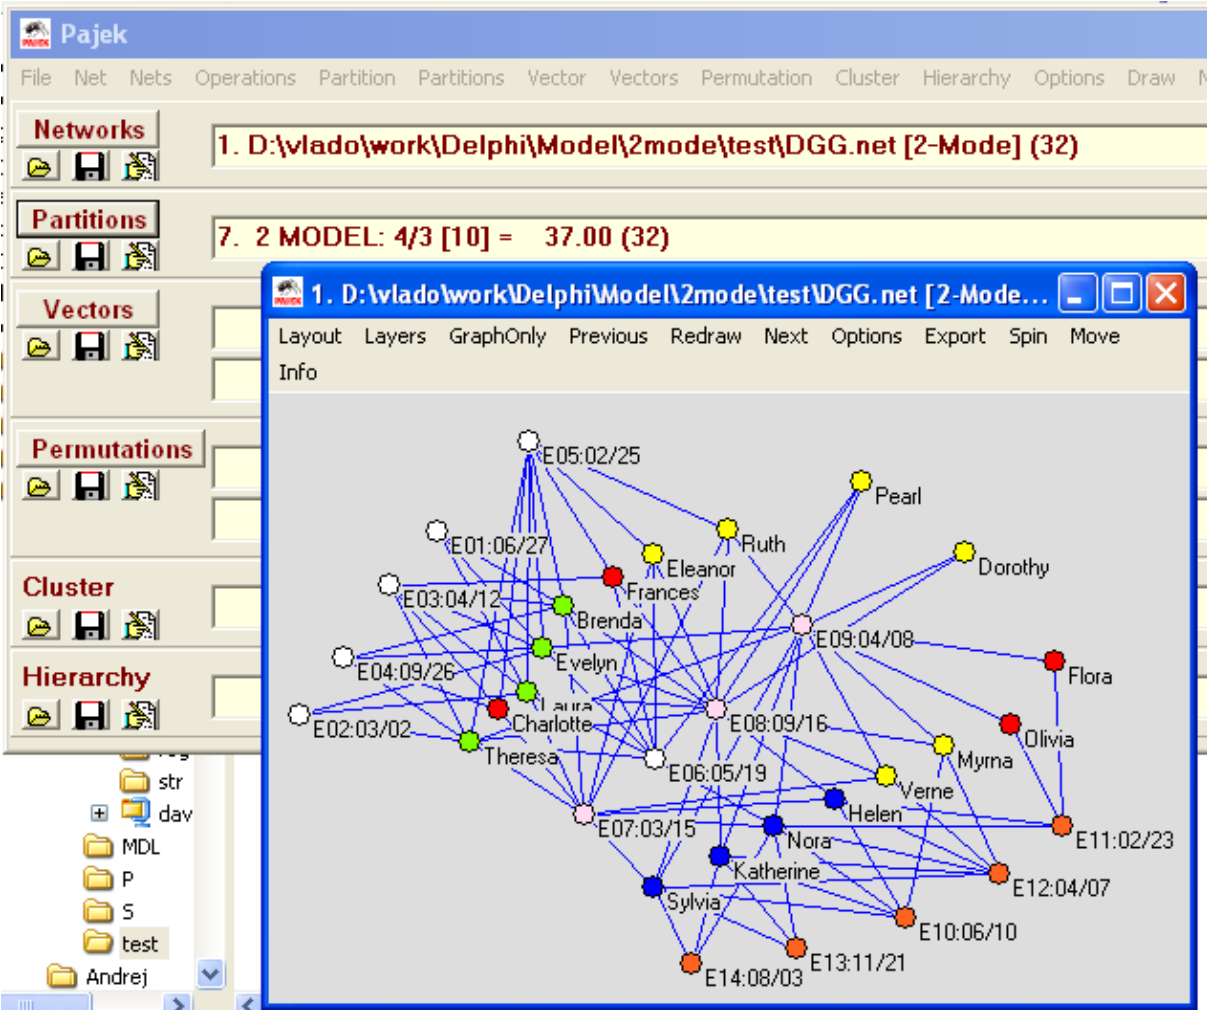 Pajek
File Net Nets Operations Partition Partitions Vector Vectors Permutation Cluster Hierarchy Options Draw
Networks
1. D:\vlado\work\Delphi\Model\2mode\test\DGG.net [2-Mode] (32)
Partitions
7. 2 MODEL: 4/3 [10] = 37.00 (32)
Vectors
Permutations
Cluster
Hierarchy
1. D:\vlado\work\Delphi\Model\2mode\test\DGG.net [2-Mode...
Layout Layers GraphOnly Previous Redraw Next Options Export Spin Move
Info
E05:02/25
Pearl
E01:06/27
Ruth
Eleanor
Dorothy
Frances
E03:04/12
Brenda
E09:04/08
Evelyn
E04:09/26
Flora
Laura
Charlotte
E08:09/16
E02:03/02
Olivia
Theresa
Myrna
E06:05/19
Verne
Helen
E07:03/15
Nora
E11:02/23
Katherine
E12:04/07
Sylvia
E10:06/10
E13:11/21
E14:08/03
str
dav
MDL
P
S
test
Andrej